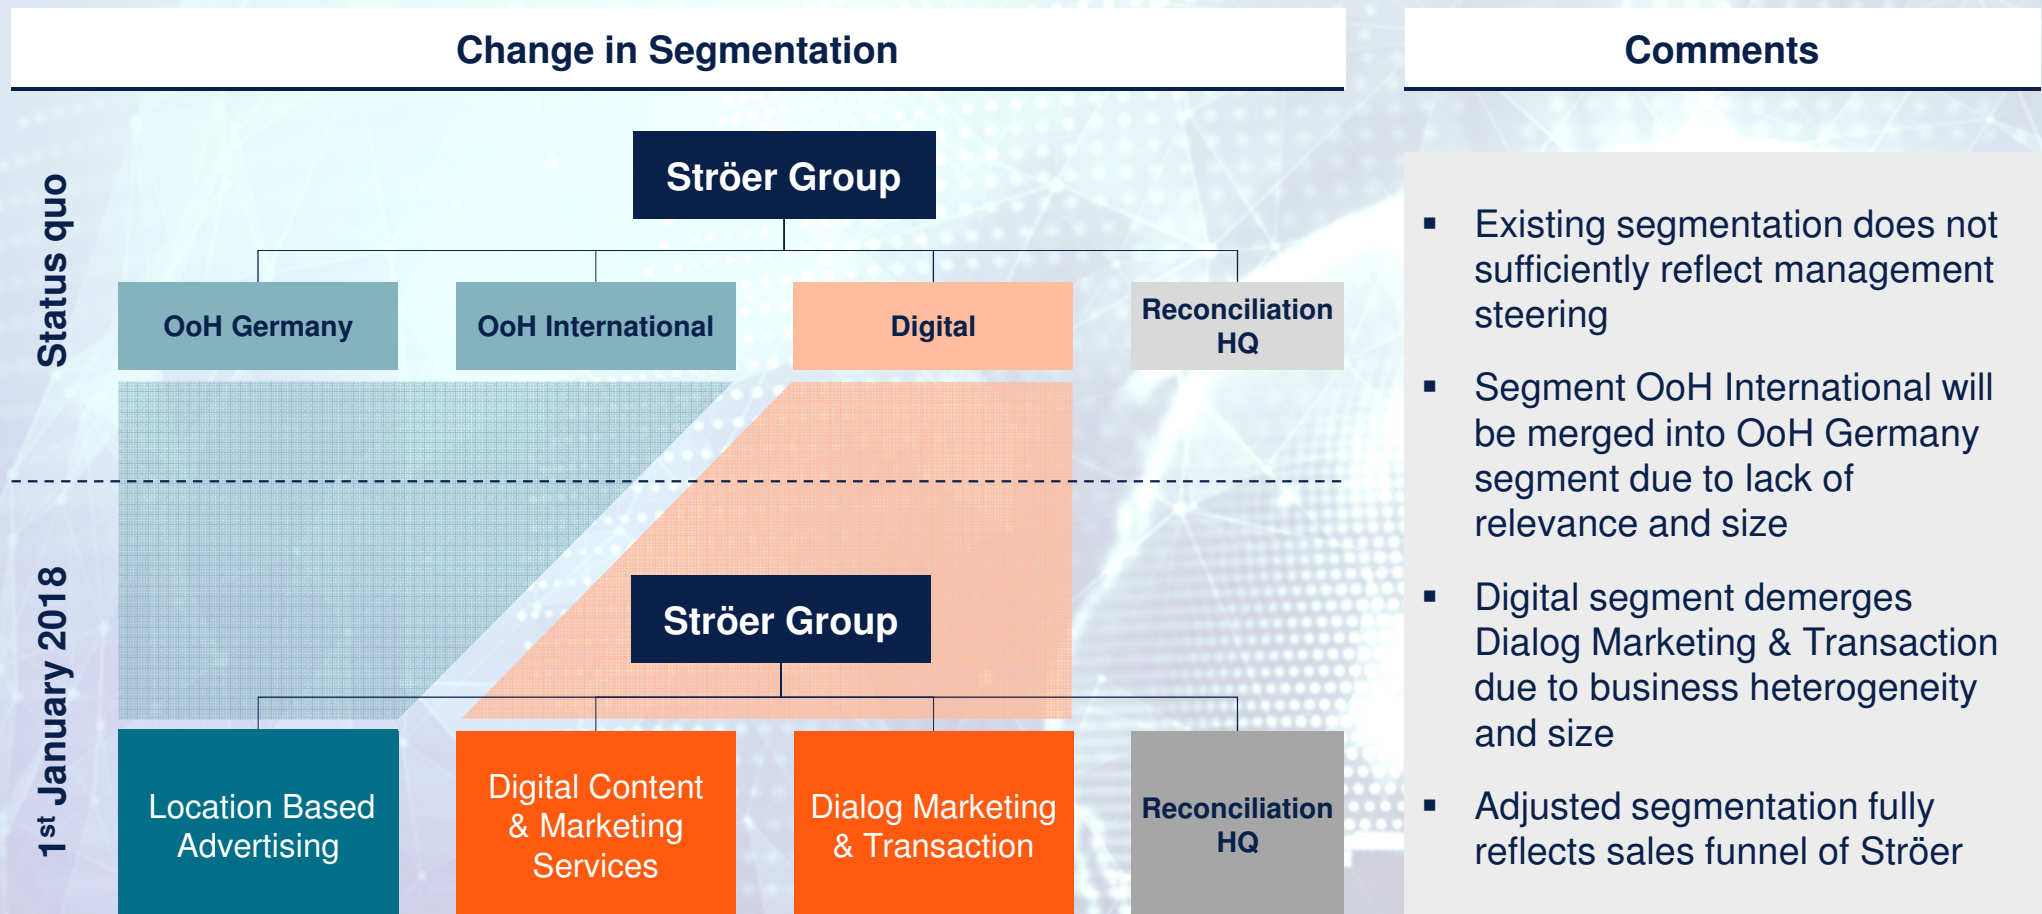 Change in Segmentation
Comments
Status quo
Ströer Group
OoH Germany
OoH International
Digital
Reconciliation
HQ
1st January 2018
Ströer Group
Location Based
Advertising
Digital Content
& Marketing
Services
Dialog Marketing
& Transaction
Reconciliation
HQ
▪ Existing segmentation does not
sufficiently reflect management
steering
▪ Segment OoH International will
be merged into OoH Germany
segment due to lack of
relevance and size
▪ Digital segment demerges
Dialog Marketing & Transaction
due to business heterogeneity
and size
▪ Adjusted segmentation fully
reflects sales funnel of Ströer